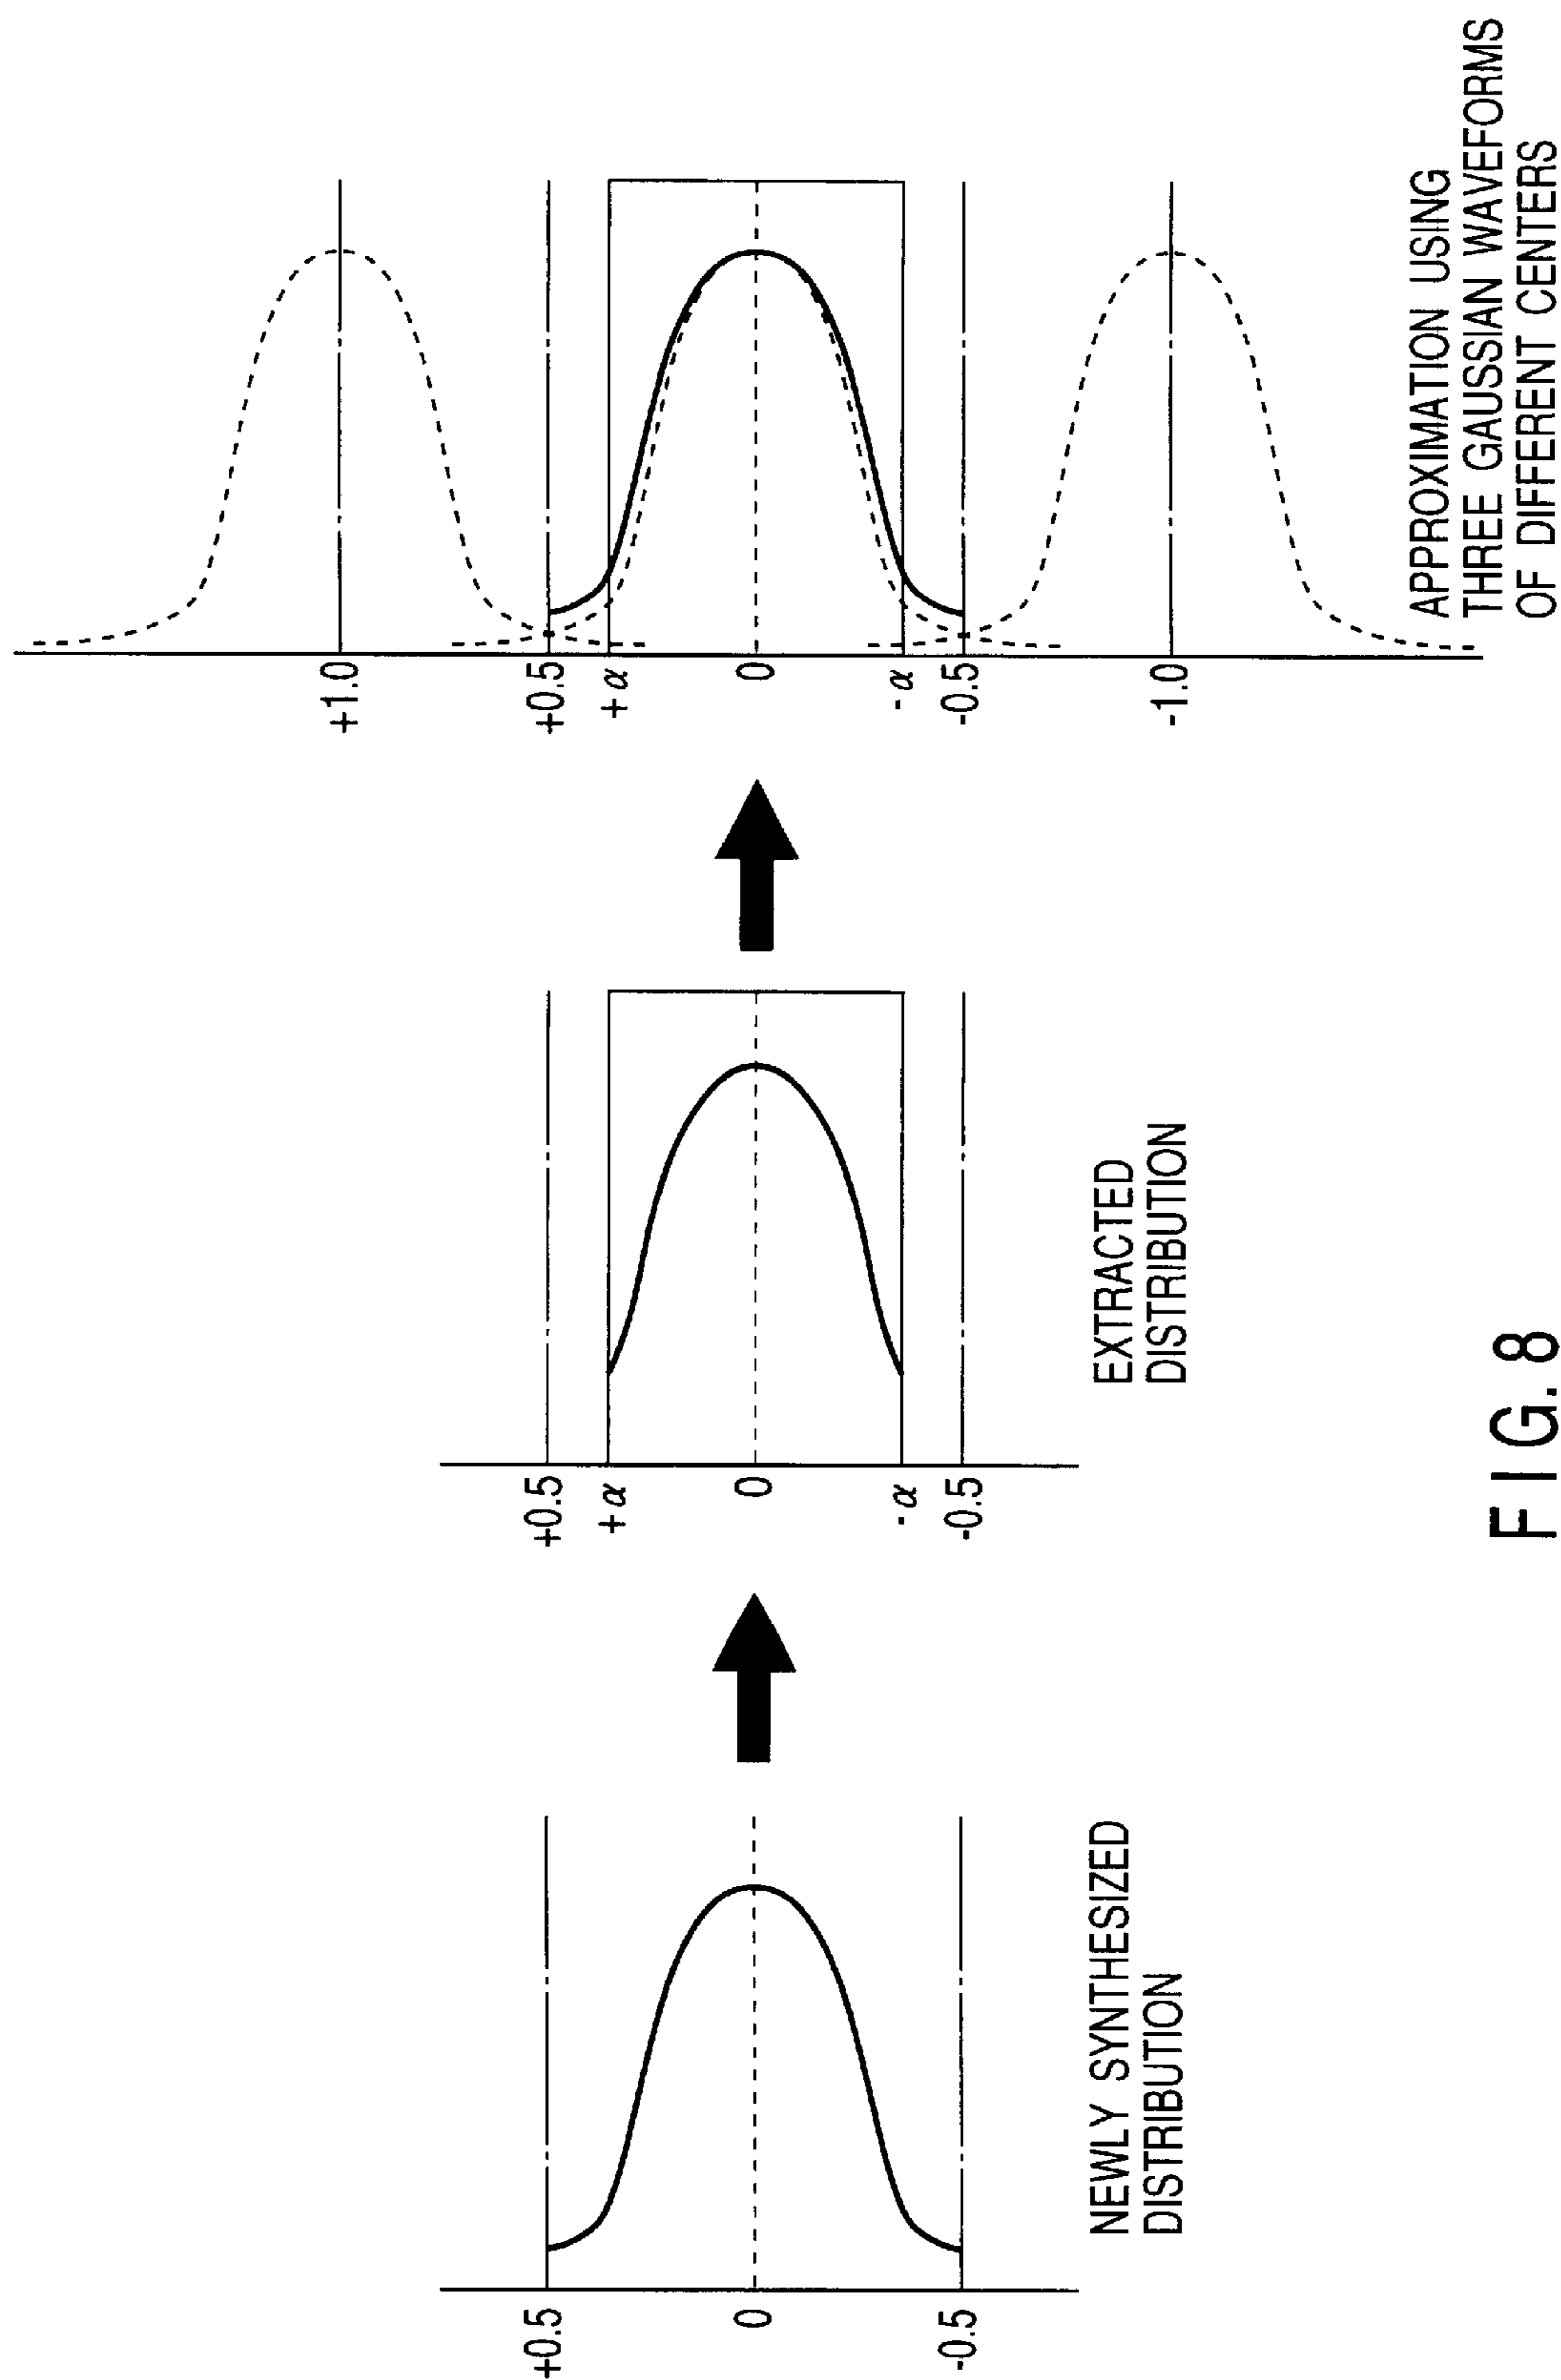 +0.5
0
-0.5
NEWLY SYNTHESIZED
DISTRIBUTION
+0.5
+α
0
-α
-0.5
EXTRACTED
DISTRIBUTION
+1.0
+0.5
+α
0
-α
-0.5
-1.0
APPROXIMATION USING
THREE GAUSSIAN WAVEFORMS
OF DIFFERENT CENTERS
FIG. 8